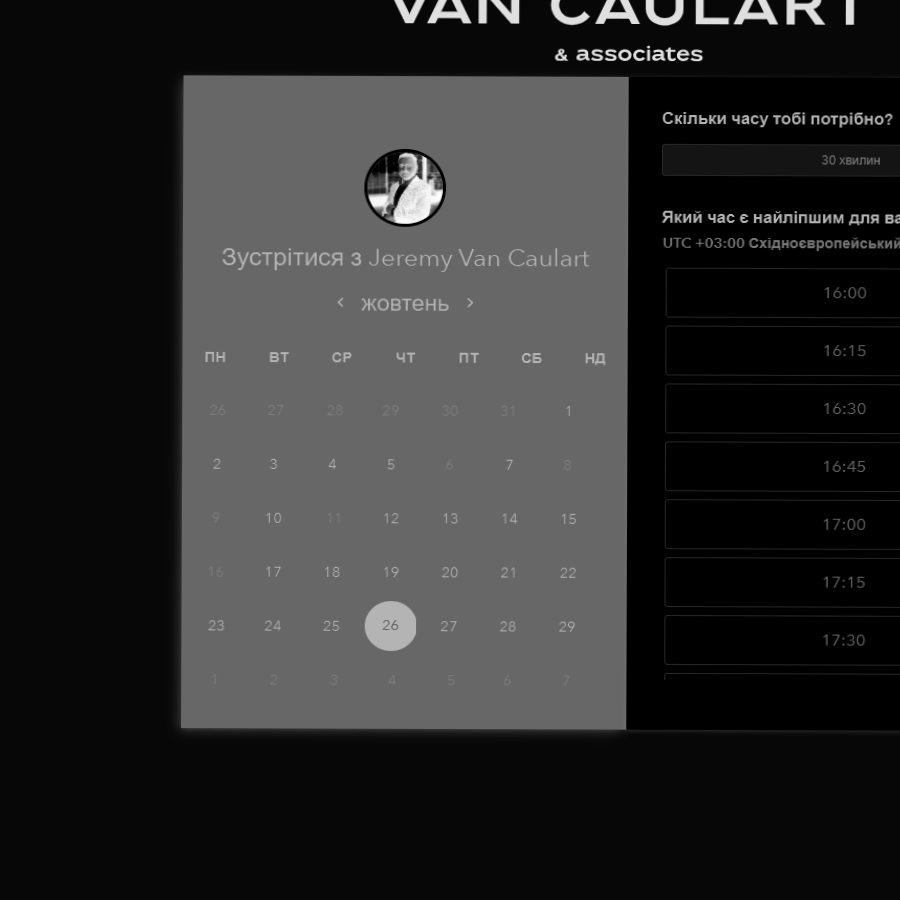 VAN CAULART
& associates
Зустрітися з Jeremy Van Caulart
жовтень
ПН ВТ СР ЧТ ПТ СБ НД
26 27 28 29 30 31 1
2 3 4 5 6 7 8
9 10 11 12 13 14 15
16 17 18 19 20 21 22
23 24 25 26 27 28 29
1 2 3 4 5 6 7
Скільки часу тобі потрібно?
30 хвилин
Який час є найліпшим для ва
UTC +03:00 Східноєвропейський
16:00
16:15
16:30
16:45
17:00
17:15
17:30